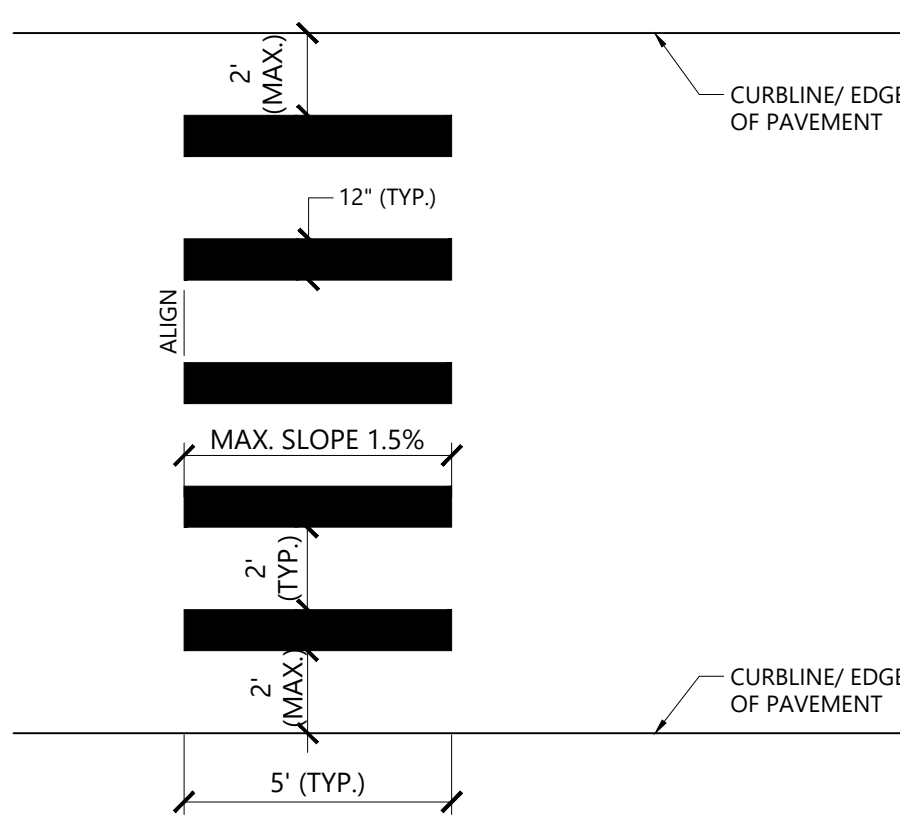 2'
(MAX.)
CURBLINE/ EDGE
OF PAVEMENT
12" (TYP.)
ALIGN
MAX. SLOPE 1.5%
2'
(TYP.)
2'
(MAX.)
CURBLINE/ EDGE
OF PAVEMENT
5' (TYP.)